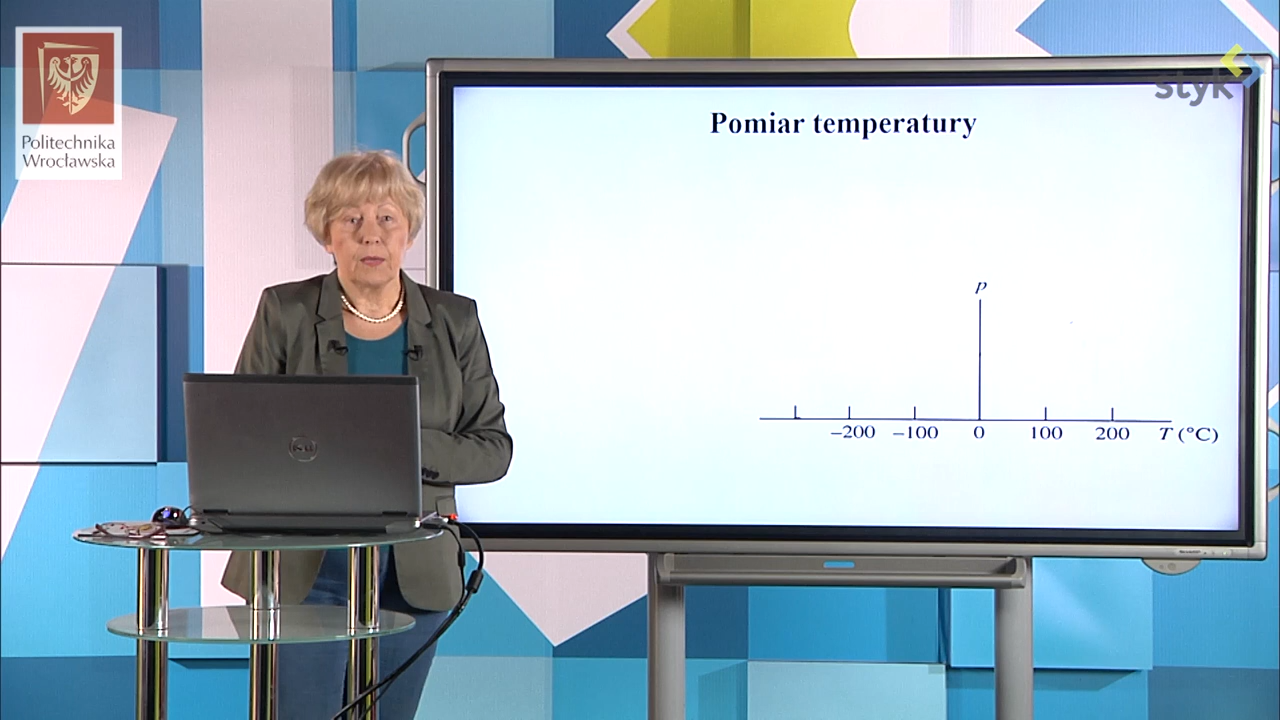 Politechnika
Wrocławska
styk
Pomiar temperatury
p
–200 –100 0 100 200 T (°C)